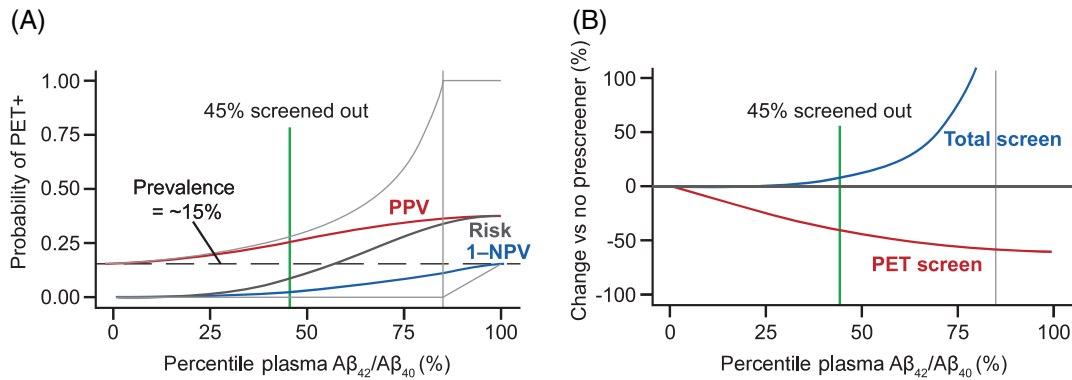 (A)
Probability of PET+
1.00
0.75
0.50
0.25
0.00
45% screened out
Prevalence
= ~15%
PPV
Risk
1–NPV
0
25
50
75
100
Percentile plasma Aβ₄₂/Aβ₄₀ (%)
(B)
Change vs no prescreener (%)
100
50
0
-50
-100
45% screened out
Total screen
PET screen
0
25
50
75
100
Percentile plasma Aβ₄₂/Aβ₄₀ (%)